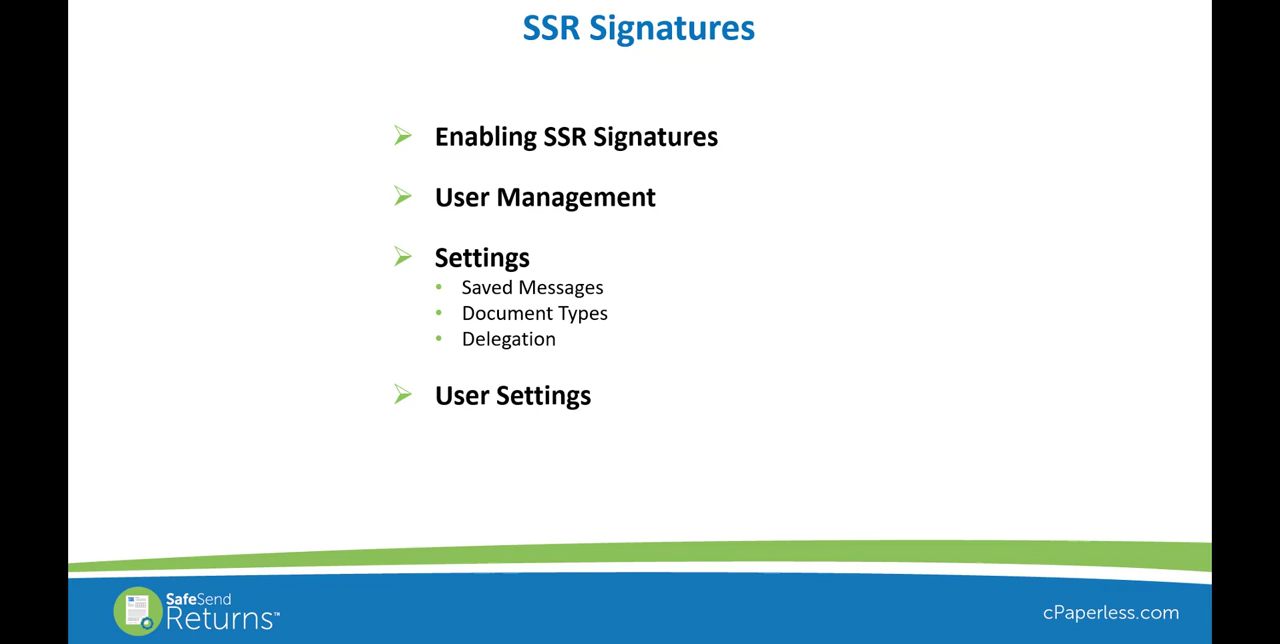 SSR Signatures
Enabling SSR Signatures
User Management
Settings
Saved Messages
Document Types
Delegation
User Settings
SafeSend
Returns™
cPaperless.com